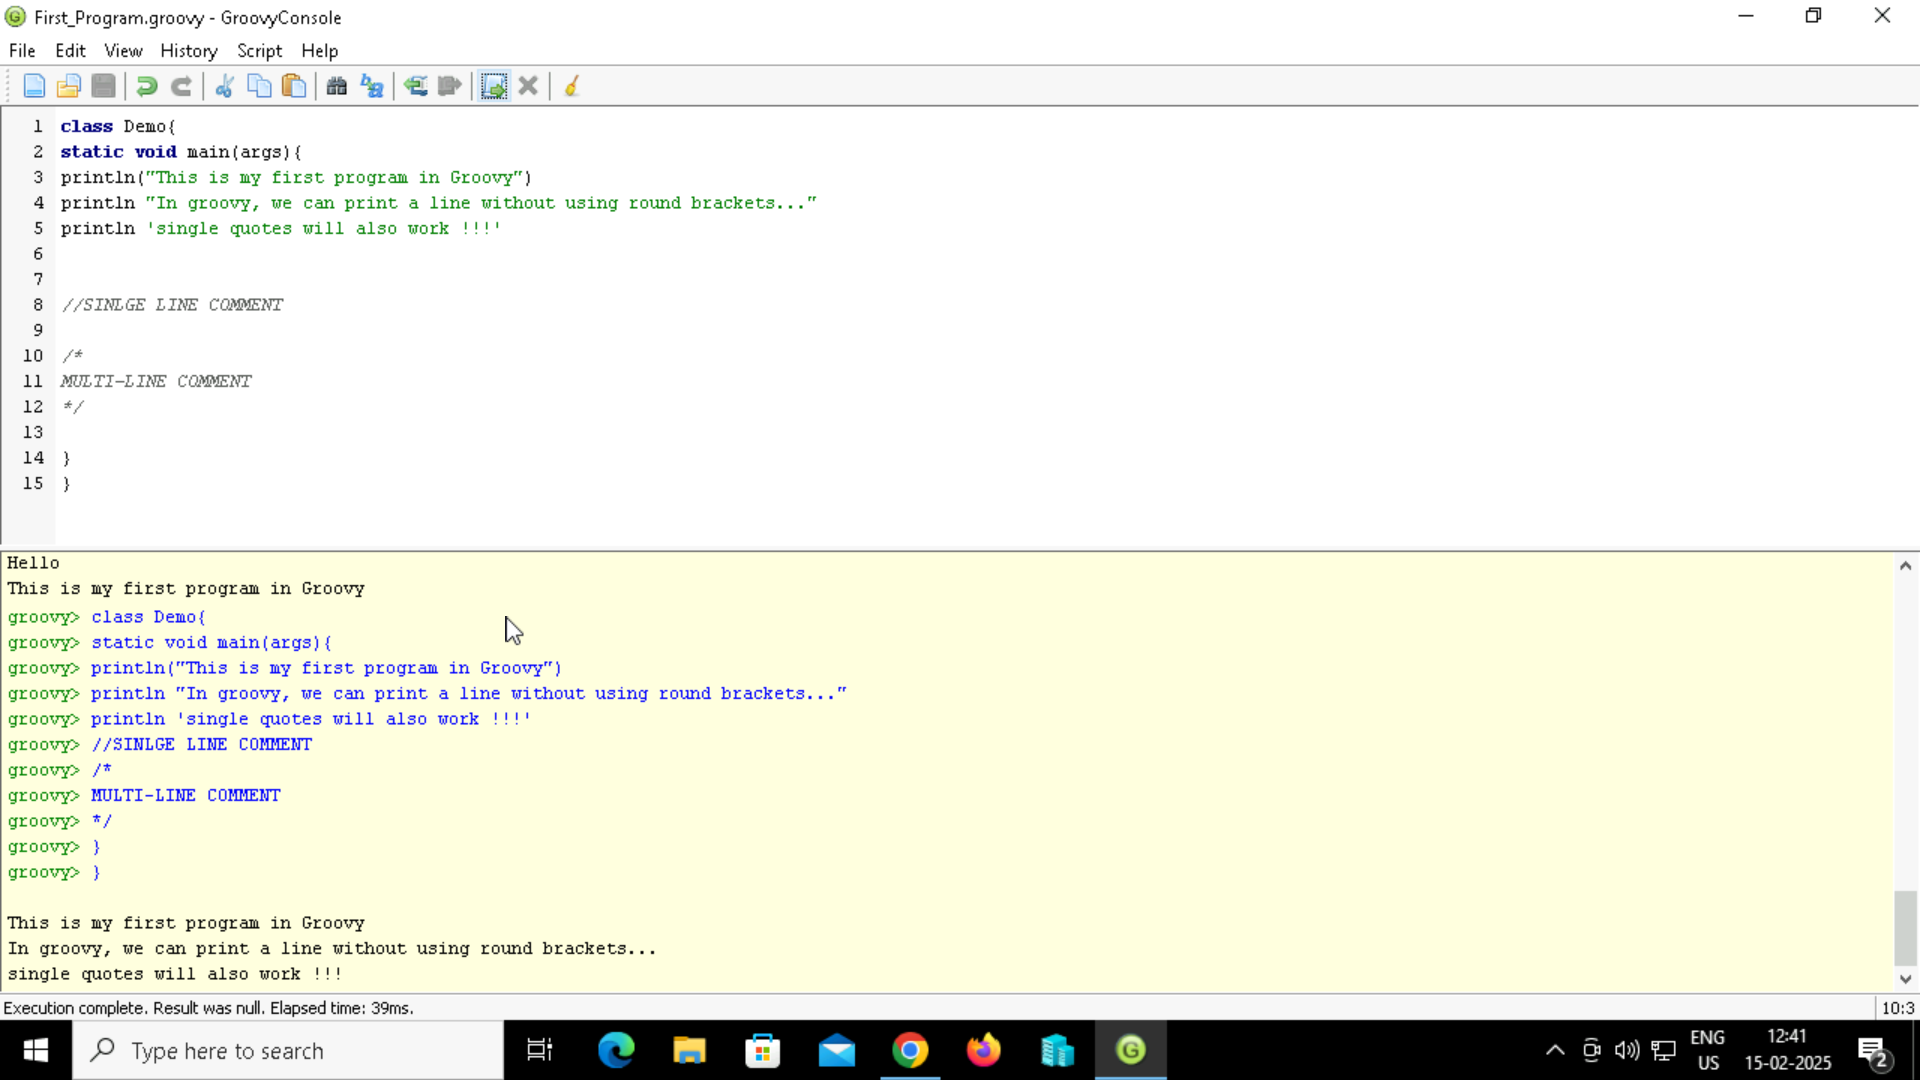 First_Program.groovy - GroovyConsole
File Edit View History Script Help
1 class Demo{
2 static void main(args){
3 println("This is my first program in Groovy")
4 println "In groovy, we can print a line without using round brackets..."
5 println 'single quotes will also work !!!'
6
7
8 //SINLGE LINE COMMENT
9
10 /*
11 MULTI-LINE COMMENT
12 */
13
14 }
15 }
Hello
This is my first program in Groovy
groovy> class Demo{
groovy> static void main(args){
groovy> println("This is my first program in Groovy")
groovy> println "In groovy, we can print a line without using round brackets..."
groovy> println 'single quotes will also work !!!'
groovy> //SINLGE LINE COMMENT
groovy> /*
groovy> MULTI-LINE COMMENT
groovy> */
groovy> }
groovy> }
This is my first program in Groovy
In groovy, we can print a line without using round brackets...
single quotes will also work !!!
Execution complete. Result was null. Elapsed time: 39ms. 10:3
Type here to search
ENG
US
12:41
15-02-2025
2